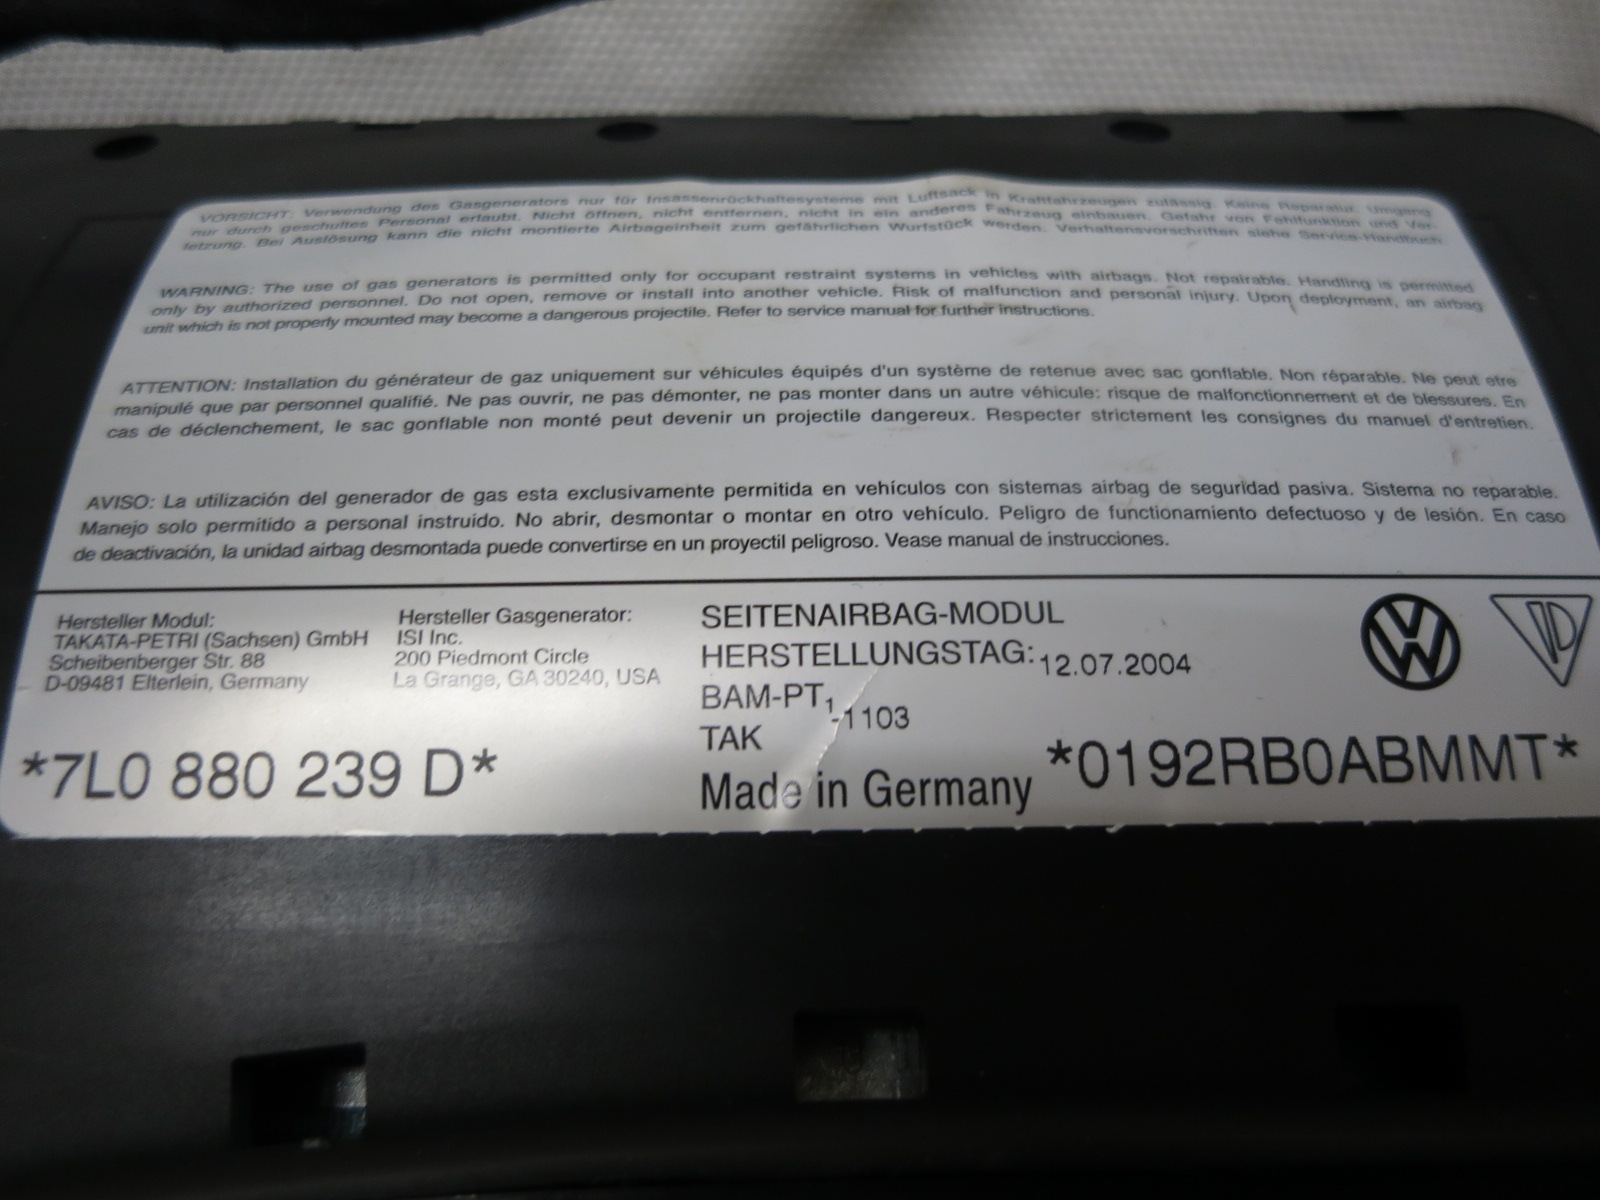 VORSICHT: Verwendung des Gasgenerators nur für Insassenrückhaltesysteme mit Luftsack in Kraftfahrzeugen zulässig. Keine Reparatur. Umgang
nur durch geschultes Personal erlaubt. Nicht öffnen, nicht entfernen, nicht in ein anderes Fahrzeug einbauen. Gefahr von Fehlfunktion und Ver-
letzung. Bei Auslösung kann die nicht montierte Airbageinheit zum gefährlichen Wurfstück werden. Verhaltensvorschriften siehe Service-Handbuch
WARNING: The use of gas generators is permitted only for occupant restraint systems in vehicles with airbags. Not repairable. Handling is permitted
only by authorized personnel. Do not open, remove or install into another vehicle. Risk of malfunction and personal injury. Upon deployment, an airbag
unit which is not properly mounted may become a dangerous projectile. Refer to service manual for further instructions.
ATTENTION: Installation du générateur de gaz uniquement sur véhicules équipés d'un système de retenue avec sac gonflable. Non réparable. Ne peut etre
manipulé que par personnel qualifié. Ne pas ouvrir, ne pas démonter, ne pas monter dans un autre véhicule: risque de malfonctionnement et de blessures. En
cas de déclenchement, le sac gonflable non monté peut devenir un projectile dangereux. Respecter strictement les consignes du manuel d'entretien.
AVISO: La utilización del generador de gas esta exclusivamente permitida en vehículos con sistemas airbag de seguridad pasiva. Sistema no reparable.
Manejo solo permitido a personal instruido. No abrir, desmontar o montar en otro vehículo. Peligro de functionamiento defectuoso y de lesión. En caso
de deactivación, la unidad airbag desmontada puede convertirse en un proyectil peligroso. Vease manual de instrucciones.
Hersteller Modul:
TAKATA-PETRI (Sachsen) GmbH
Scheibenberger Str. 88
D-09481 Elterlein, Germany
Hersteller Gasgenerator:
ISI Inc.
200 Piedmont Circle
La Grange, GA 30240, USA
*7L0 880 239 D*
SEITENAIRBAG-MODUL
HERSTELLUNGSTAG: 12.07.2004
BAM-PT1-1103
TAK
Made in Germany
VW
*0192RB0ABMMT*